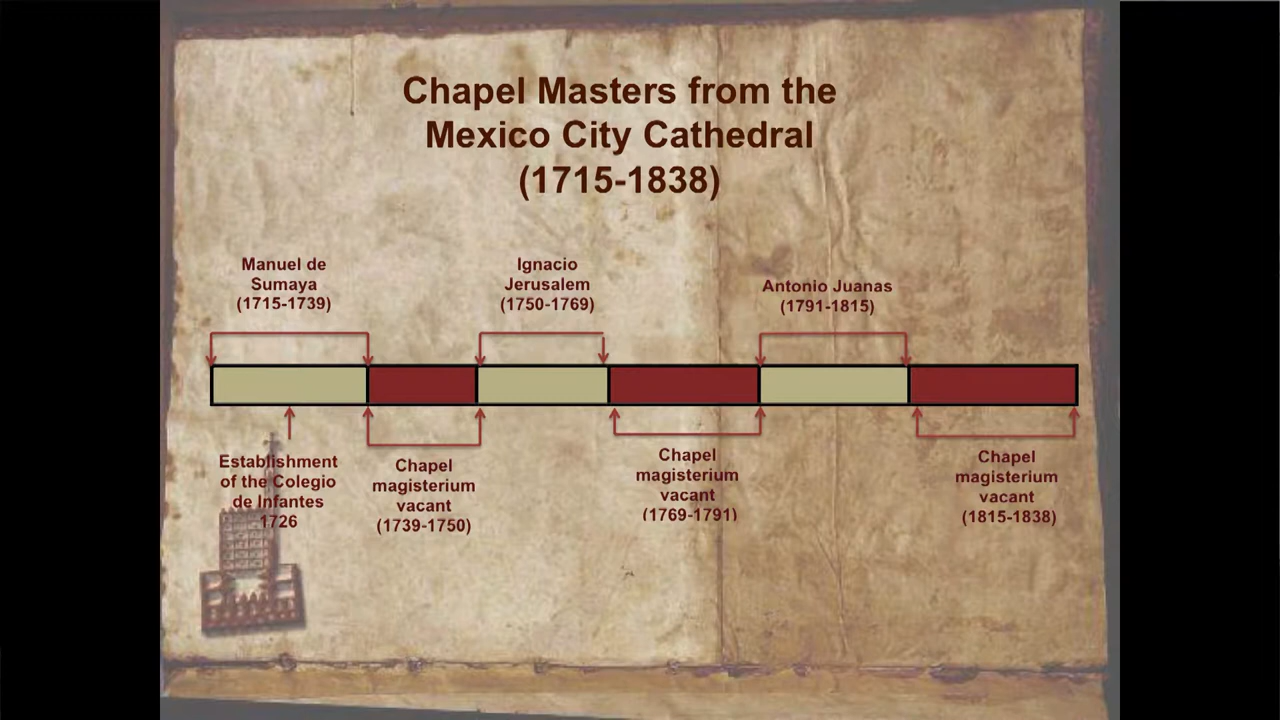 Chapel Masters from the
Mexico City Cathedral
(1715-1838)
Manuel de
Sumaya
(1715-1739)
Ignacio
Jerusalem
(1750-1769)
Antonio Juanas
(1791-1815)
Establishment
of the Colegio
de Infantes
1726
Chapel
magisterium
vacant
(1739-1750)
Chapel
magisterium
vacant
(1769-1791)
Chapel
magisterium
vacant
(1815-1838)